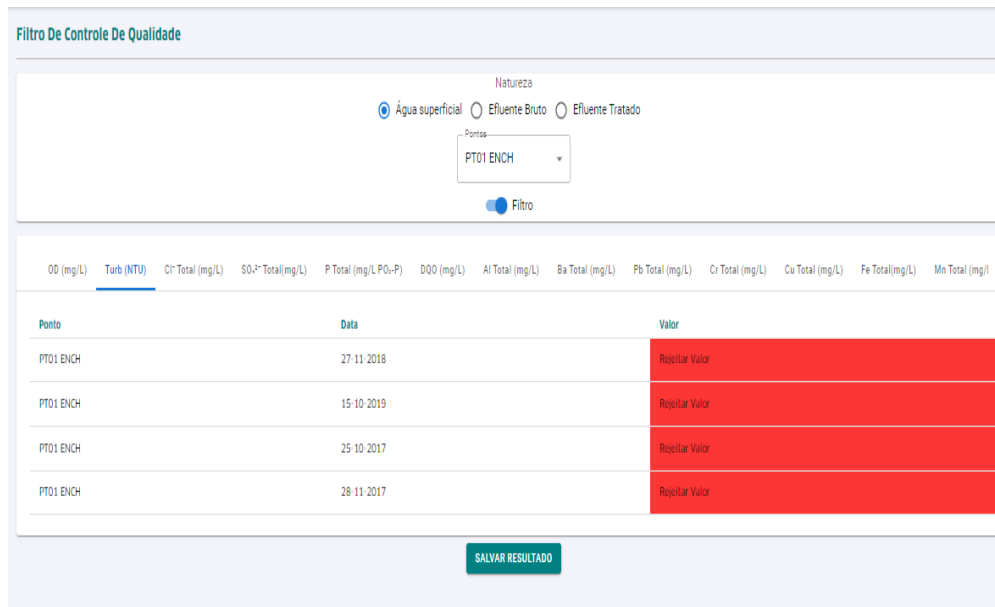 Filtro De Controle De Qualidade
Natureza
Água superficial Efluente Bruto Efluente Tratado
Pontos
PT01 ENCH
Filtro
OD (mg/L) Turb (NTU) Cl⁻ Total (mg/L) SO₄²⁻ Total(mg/L) P Total (mg/L PO₄-P) DQO (mg/L) Al Total (mg/L) Ba Total (mg/L) Pb Total (mg/L) Cr Total (mg/L) Cu Total (mg/L) Fe Total(mg/L) Mn Total (mg/l
Ponto Data Valor
PT01 ENCH 27-11-2018 Rejeitar Valor
PT01 ENCH 15-10-2019 Rejeitar Valor
PT01 ENCH 25-10-2017 Rejeitar Valor
PT01 ENCH 28-11-2017 Rejeitar Valor
SALVAR RESULTADO